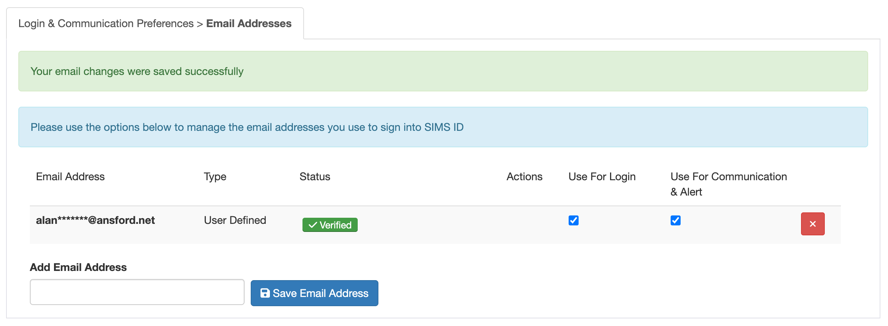 Login & Communication Preferences > Email Addresses
Your email changes were saved successfully
Please use the options below to manage the email addresses you use to sign into SIMS ID
Email Address Type Status Actions Use For Login Use For Communication
& Alert
alan*******@ansford.net User Defined Verified
Add Email Address
Save Email Address